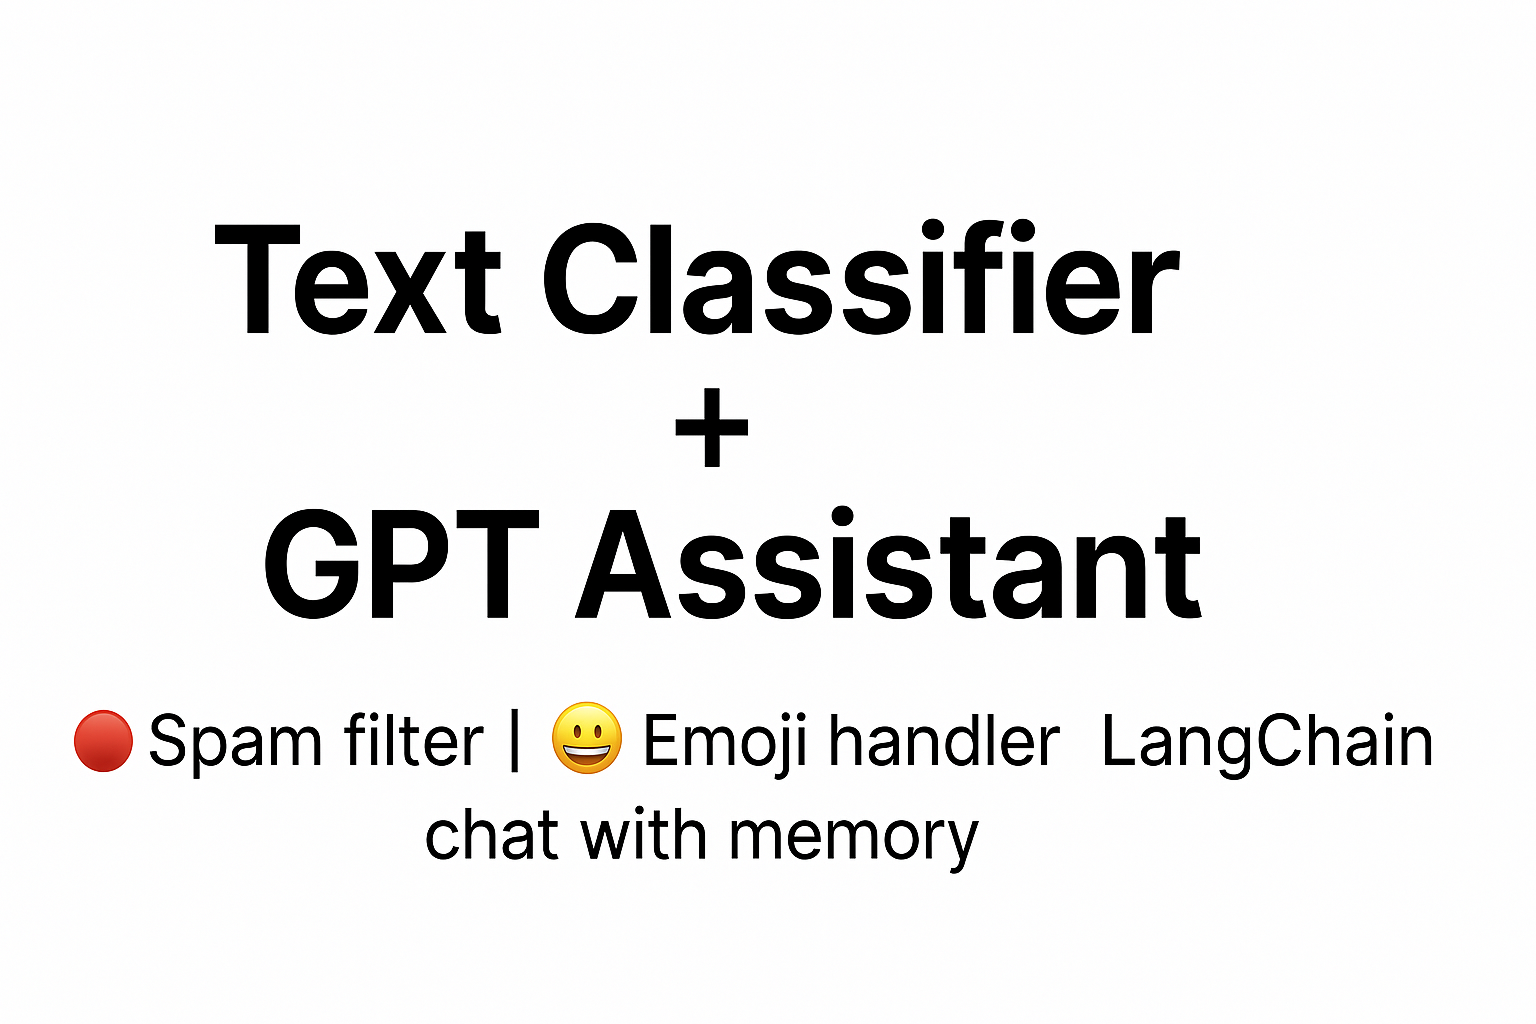 Text Classifier
+
GPT Assistant
🔴 Spam filter | 😀 Emoji handler  LangChain
chat with memory